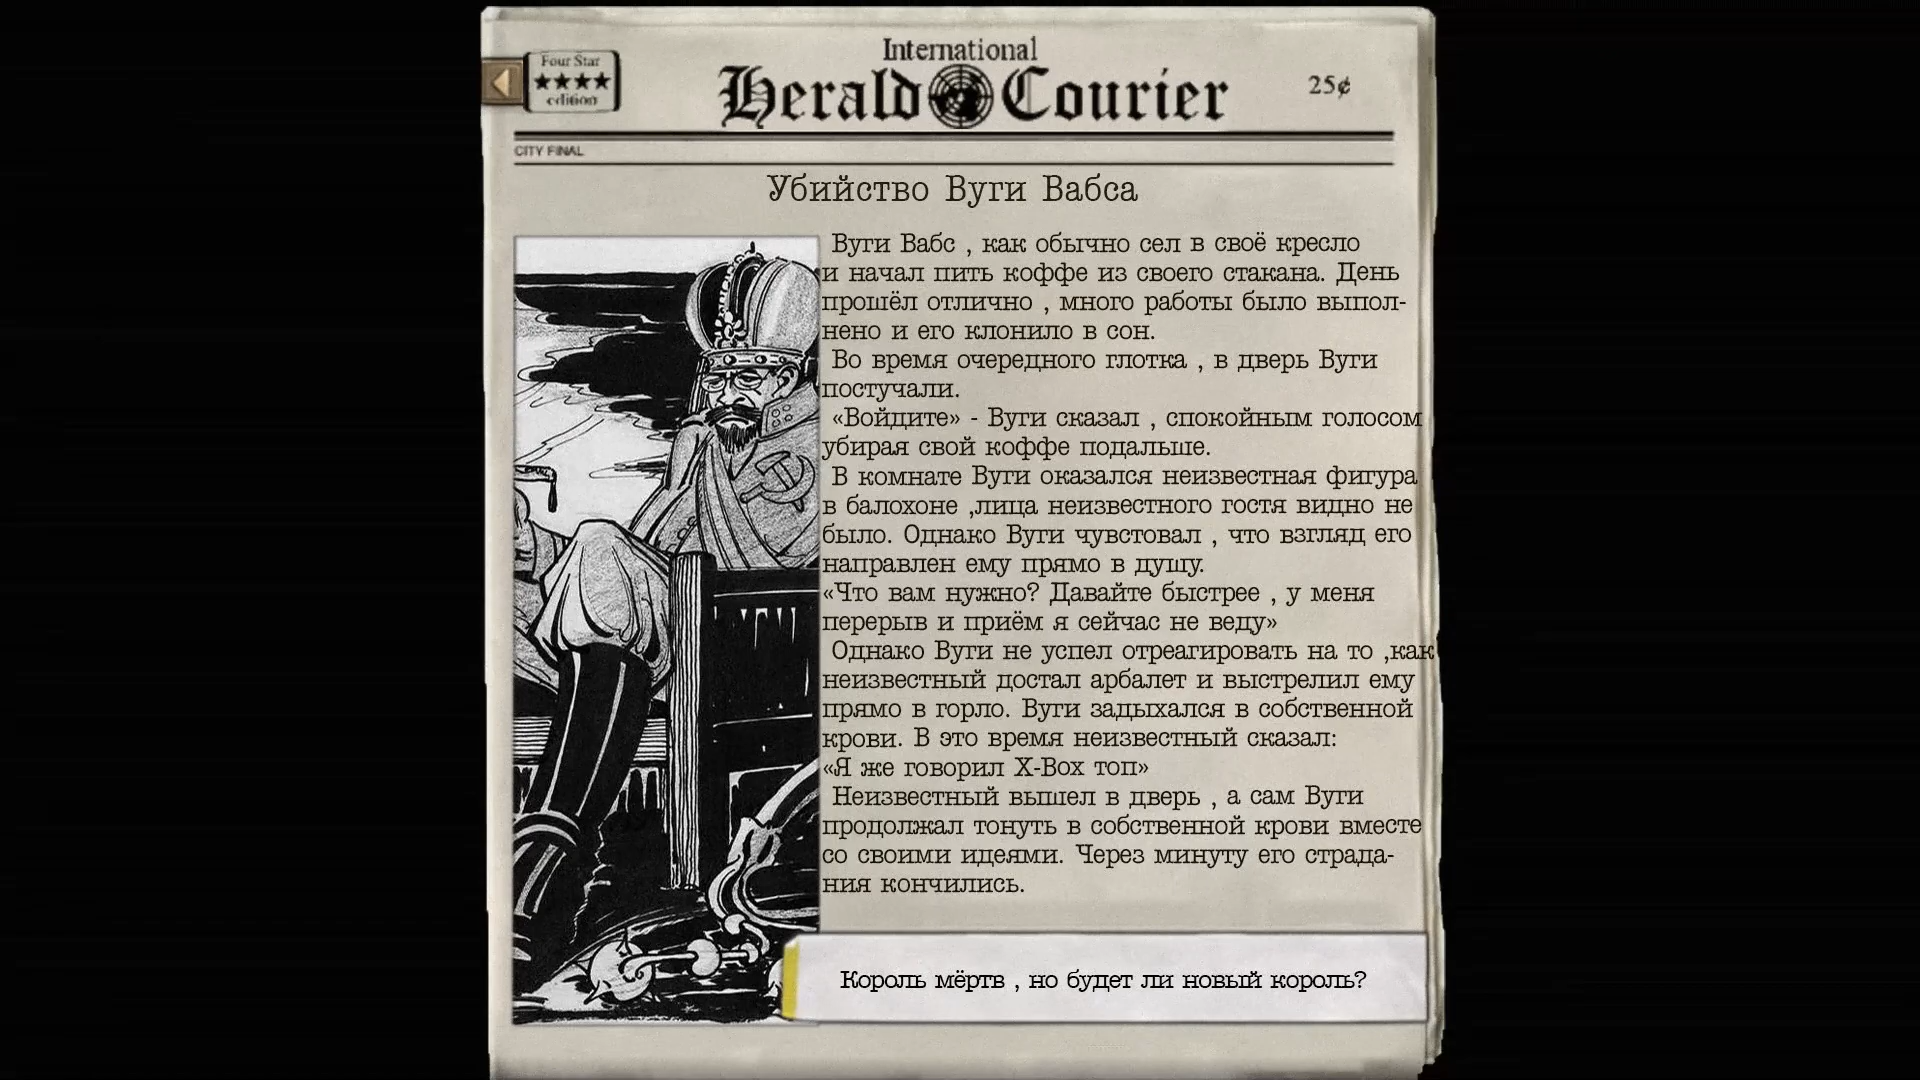 Four Star
edition
International
Herald Courier
25¢
CITY FINAL
Убийство Вуги Вабса
Вуги Вабс , как обычно сел в своё кресло
и начал пить коффе из своего стакана. День
прошёл отлично , много работы было выпол-
нено и его клонило в сон.
Во время очередного глотка , в дверь Вуги
постучали.
«Войдите» - Вуги сказал , спокойным голосом
убирая свой коффе подальше.
В комнате Вуги оказался неизвестная фигура
в балохоне ,лица неизвестного гостя видно не
было. Однако Вуги чувстовал , что взгляд его
направлен ему прямо в душу.
«Что вам нужно? Давайте быстрее , у меня
перерыв и приём я сейчас не веду»
Однако Вуги не успел отреагировать на то ,как
неизвестный достал арбалет и выстрелил ему
прямо в горло. Вуги задыхался в собственной
крови. В это время неизвестный сказал:
«Я же говорил X-Box топ»
Неизвестный вышел в дверь , а сам Вуги
продолжал тонуть в собственной крови вместе
со своими идеями. Через минуту его страда-
ния кончились.
Король мёртв , но будет ли новый король?